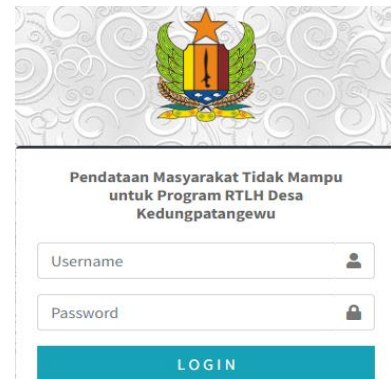 Pendataan Masyarakat Tidak Mampu
untuk Program RTLH Desa
Kedungpatangewu
Username
Password
LOGIN